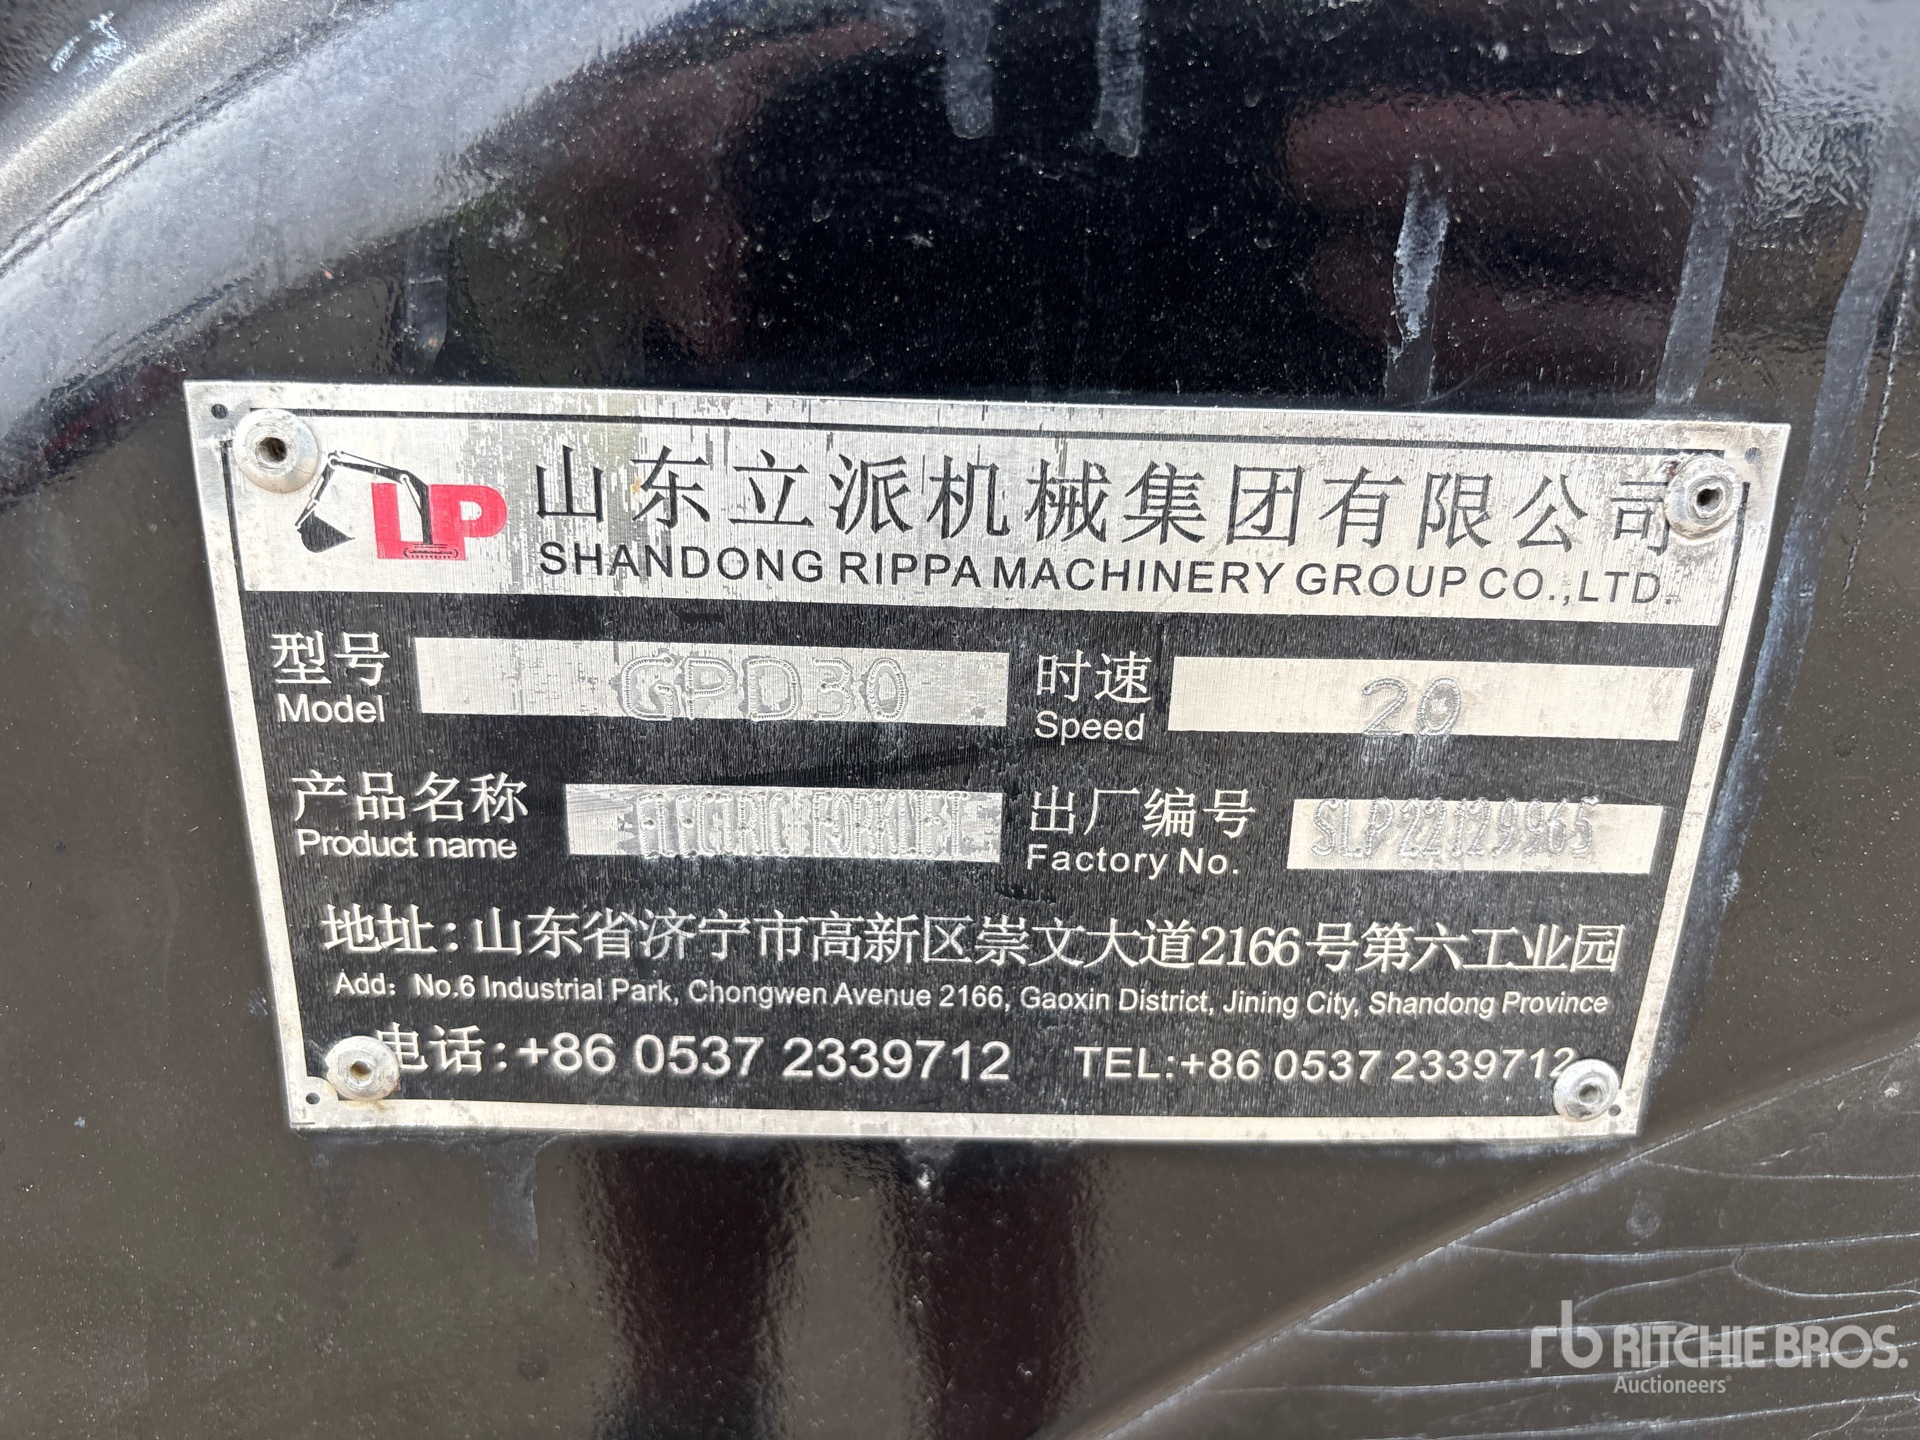 LP 山东立派机械集团有限公司
SHANDONG RIPPA MACHINERY GROUP CO.,LTD.
型号 GPD30 时速 20
Model Speed
产品名称 ELECTRIC FORKLIFT 出厂编号 SLP22129965
Product name Factory No.
地址:山东省济宁市高新区崇文大道2166号第六工业园
Add: No.6 Industrial Park, Chongwen Avenue 2166, Gaoxin District, Jining City, Shandong Province
电话:+86 0537 2339712 TEL:+86 0537 2339712
rb RITCHIE BROS.
Auctioneers